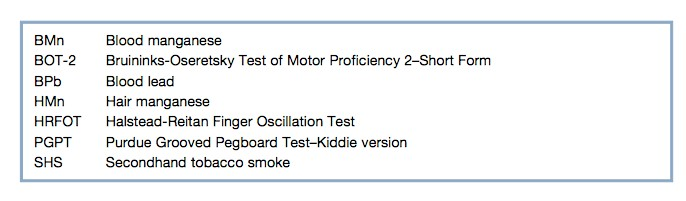 BMn Blood manganese
BOT-2 Bruininks-Oseretsky Test of Motor Proficiency 2–Short Form
BPb Blood lead
HMn Hair manganese
HRFOT Halstead-Reitan Finger Oscillation Test
PGPT Purdue Grooved Pegboard Test–Kiddie version
SHS Secondhand tobacco smoke